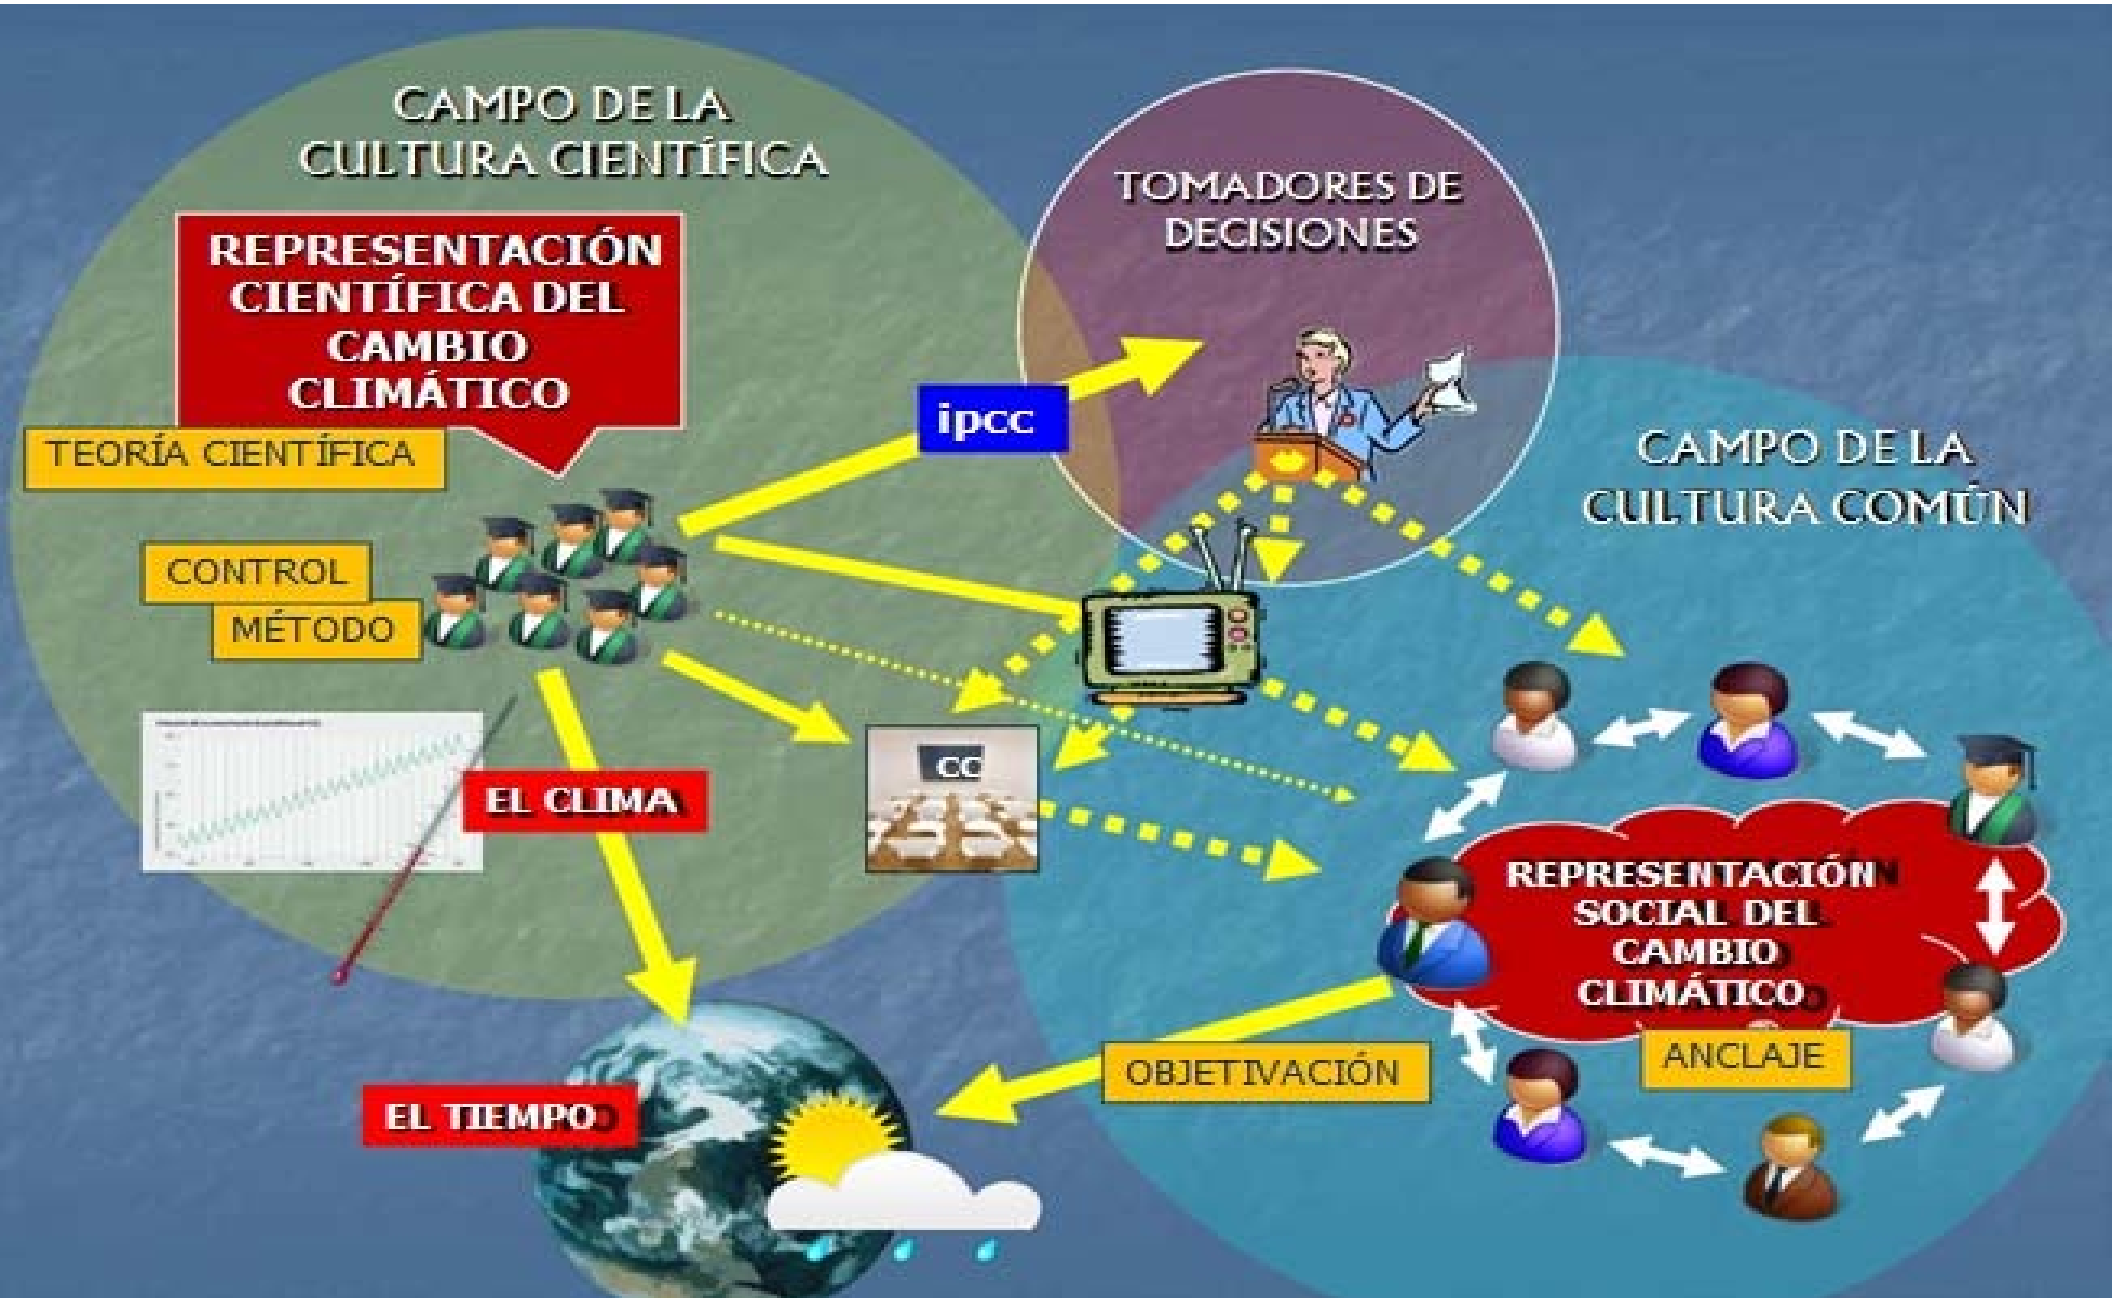 CAMPO DE LA
CULTURA CIENTÍFICA
REPRESENTACIÓN
CIENTÍFICA DEL
CAMBIO
CLIMÁTICO
TEORÍA CIENTÍFICA
CONTROL
MÉTODO
ipcc
TOMADORES DE
DECISIONES
CAMPO DE LA
CULTURA COMÚN
EL CLIMA
CC
REPRESENTACIÓN
SOCIAL DEL
CAMBIO
CLIMÁTICO
ANCLAJE
OBJETIVACIÓN
EL TIEMPO